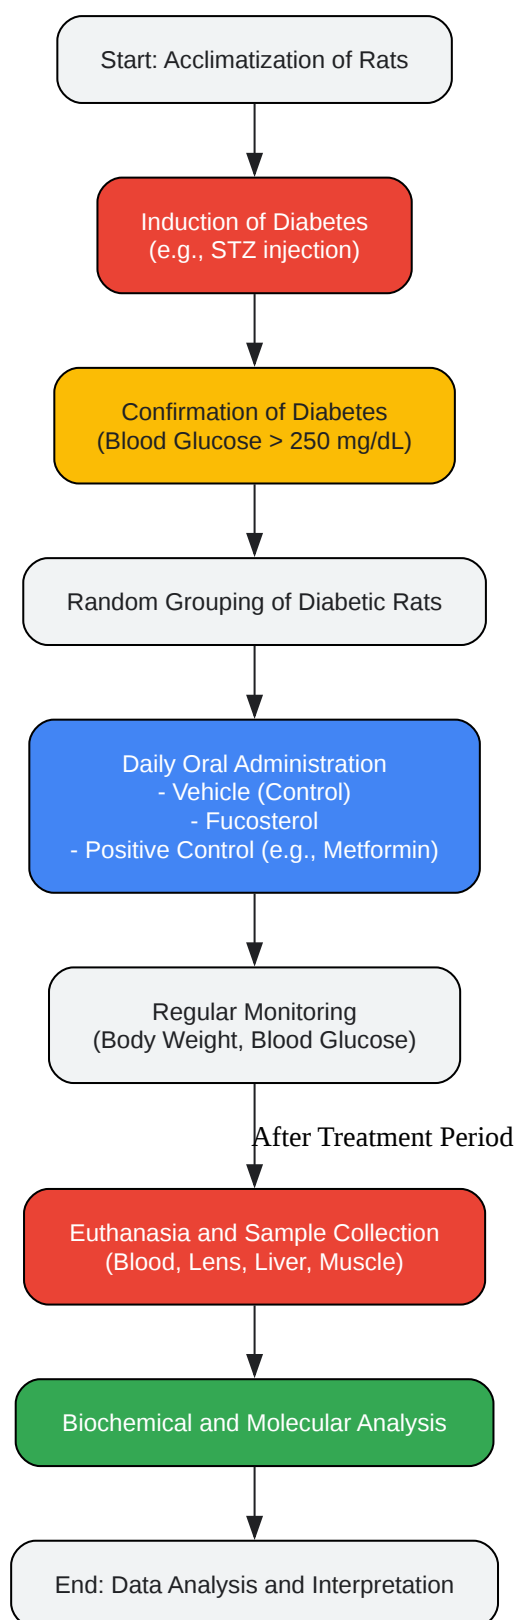 Start: Acclimatization of Rats
Induction of Diabetes
(e.g., STZ injection)
Confirmation of Diabetes
(Blood Glucose > 250 mg/dL)
Random Grouping of Diabetic Rats
Daily Oral Administration
- Vehicle (Control)
- Fucosterol
- Positive Control (e.g., Metformin)
Regular Monitoring
(Body Weight, Blood Glucose)
After Treatment Period
Euthanasia and Sample Collection
(Blood, Lens, Liver, Muscle)
Biochemical and Molecular Analysis
End: Data Analysis and Interpretation